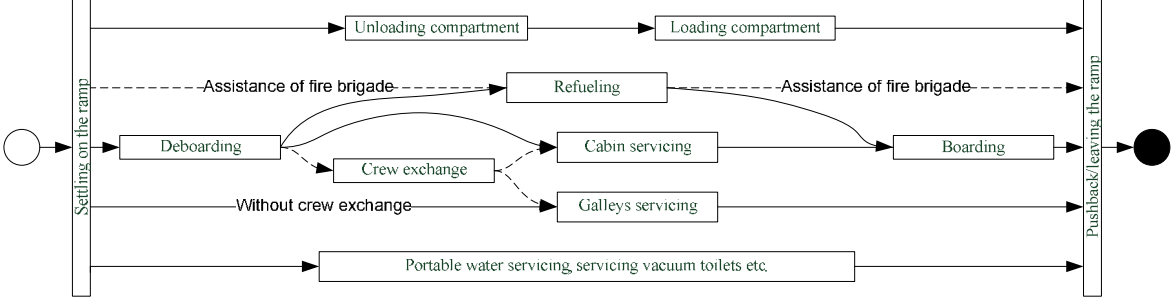 Unloading compartment
Loading compartment
Assistance of fire brigade
Refueling
Assistance of fire brigade
Settling on the ramp
Deboarding
Cabin servicing
Boarding
Pushback/leaving the ramp
Crew exchange
Without crew exchange
Galleys servicing
Portable water servicing, servicing vacuum toilets etc.